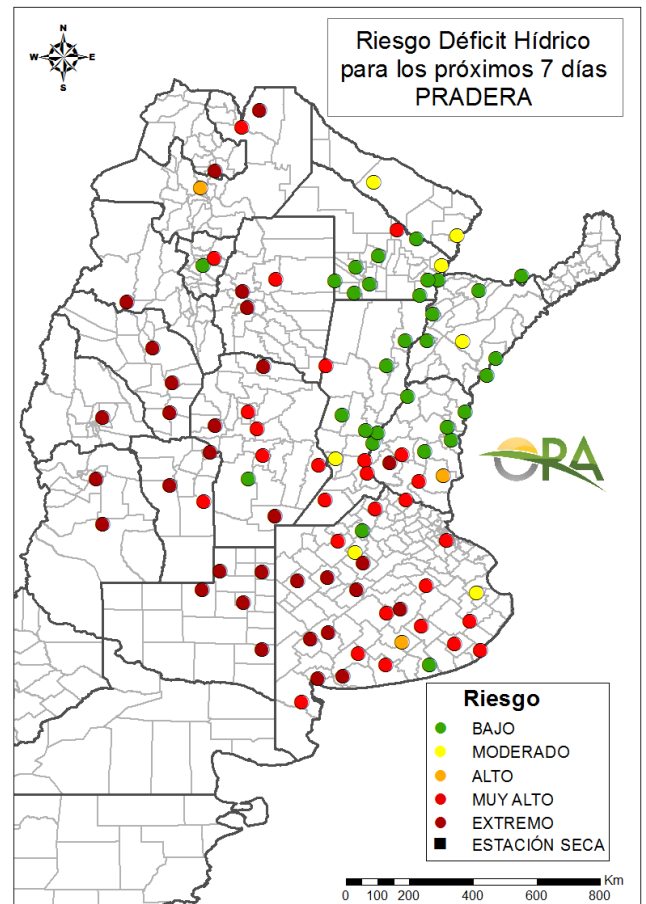 Riesgo Déficit Hídrico
para los próximos 7 días
PRADERA
N
W E
S
ORA
Riesgo
BAJO
MODERADO
ALTO
MUY ALTO
EXTREMO
ESTACIÓN SECA
Km
0 100 200 400 600 800